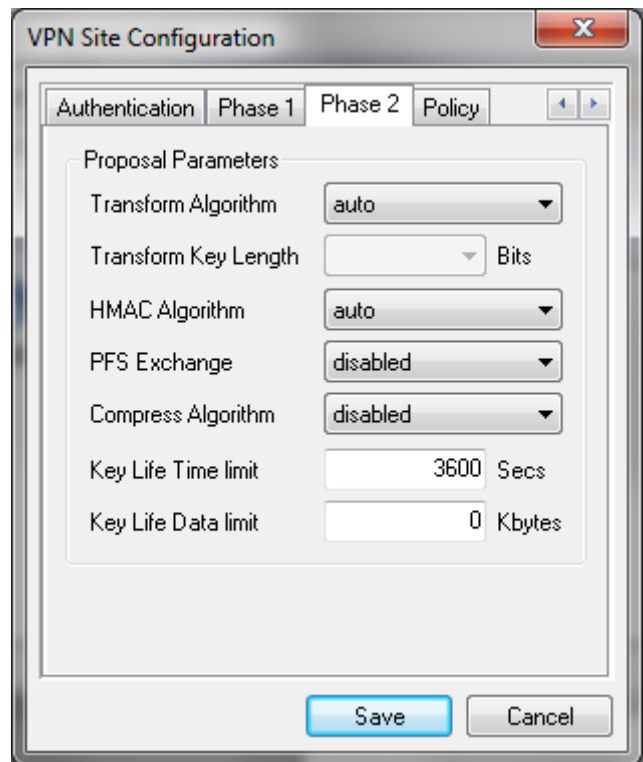 VPN Site Configuration
Authentication Phase 1 Phase 2 Policy
Proposal Parameters
Transform Algorithm auto
Transform Key Length Bits
HMAC Algorithm auto
PFS Exchange disabled
Compress Algorithm disabled
Key Life Time limit 3600 Secs
Key Life Data limit 0 Kbytes
Save Cancel